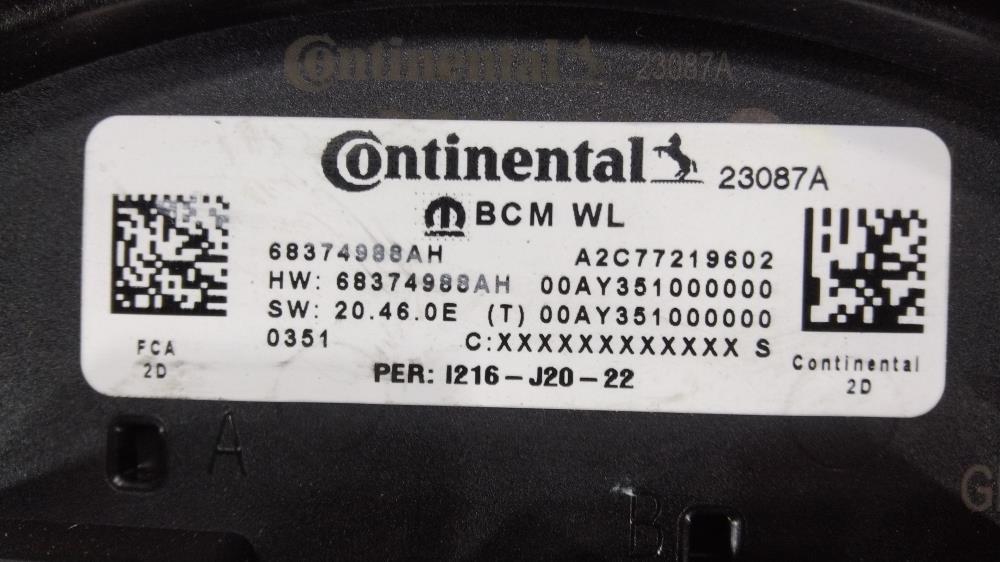 Continental 23087A
Continental 23087A
BCM WL
68374988AH A2C77219602
HW: 68374988AH 00AY351000000
SW: 20.46.0E (T) 00AY351000000
0351 C:XXXXXXXXXXXX S
FCA
2D
PER: I216-J20-22
Continental
2D
A
B
G